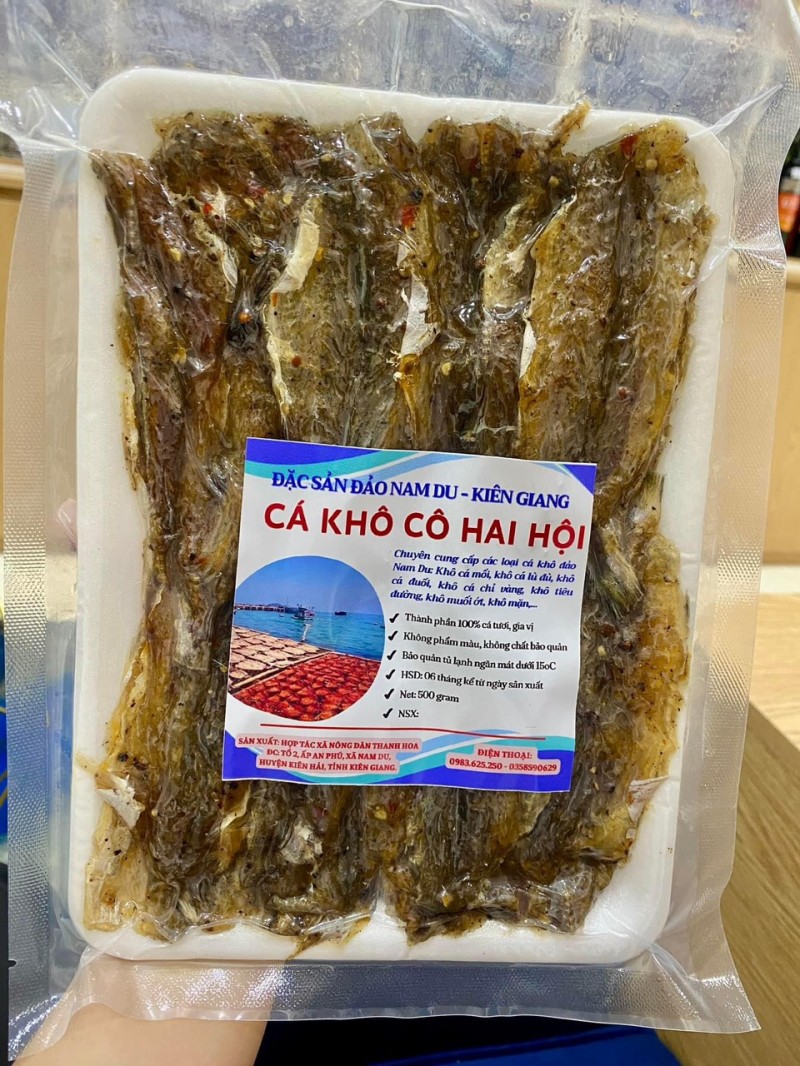 ĐẶC SẢN ĐẢO NAM DU - KIÊN GIANG
CÁ KHÔ CÔ HAI HỘI
Chuyên cung cấp các loại cá khô đảo
Nam Du: Khô cá mối, khô cá lù đù, khô
cá đuối, khô cá chỉ vàng, khô tiêu
đường, khô muối ớt, khô mặn,...
✓ Thành phần 100% cá tươi, gia vị
✓ Không phẩm màu, không chất bảo quản
✓ Bảo quản tủ lạnh ngăn mát dưới 15oC
✓ HSD: 06 tháng kể từ ngày sản xuất
✓ Net: 500 gram
✓ NSX:
SẢN XUẤT: HỢP TÁC XÃ NÔNG DÂN THANH HOA
ĐC: TỔ 2, ẤP AN PHÚ, XÃ NAM DU,
HUYỆN KIÊN HẢI, TỈNH KIÊN GIANG.
ĐIỆN THOẠI:
0983.625.250 - 0358590629